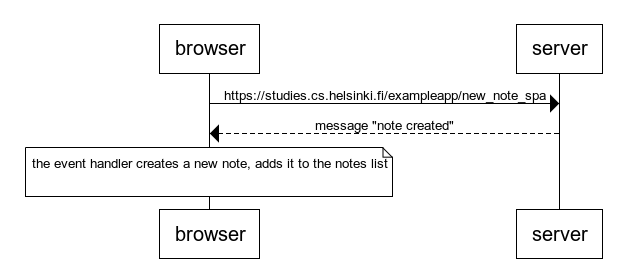 browser
server
https://studies.cs.helsinki.fi/exampleapp/new_note_spa
message "note created"
the event handler creates a new note, adds it to the notes list
browser
server